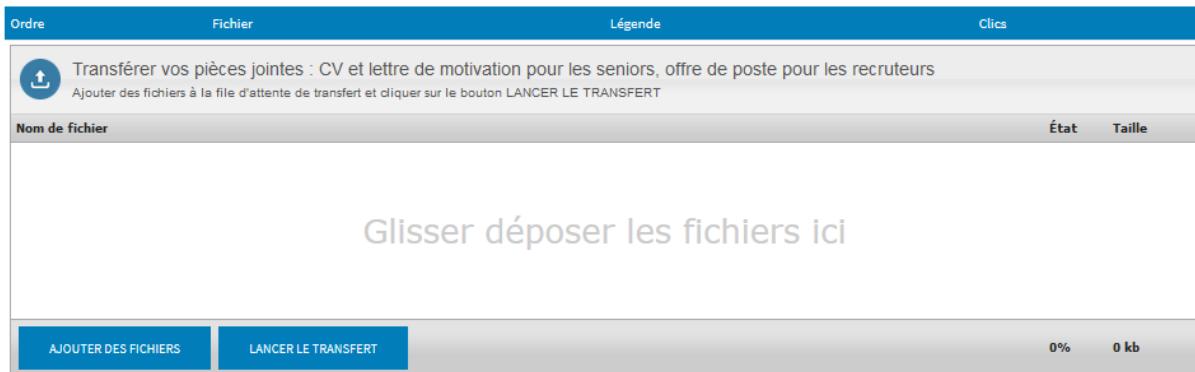 Ordre Fichier Légende Clics
Transférer vos pièces jointes : CV et lettre de motivation pour les seniors, offre de poste pour les recruteurs
Ajouter des fichiers à la file d'attente de transfert et cliquer sur le bouton LANCER LE TRANSFERT
Nom de fichier État Taille
Glisser déposer les fichiers ici
AJOUTER DES FICHIERS LANCER LE TRANSFERT 0% 0 kb